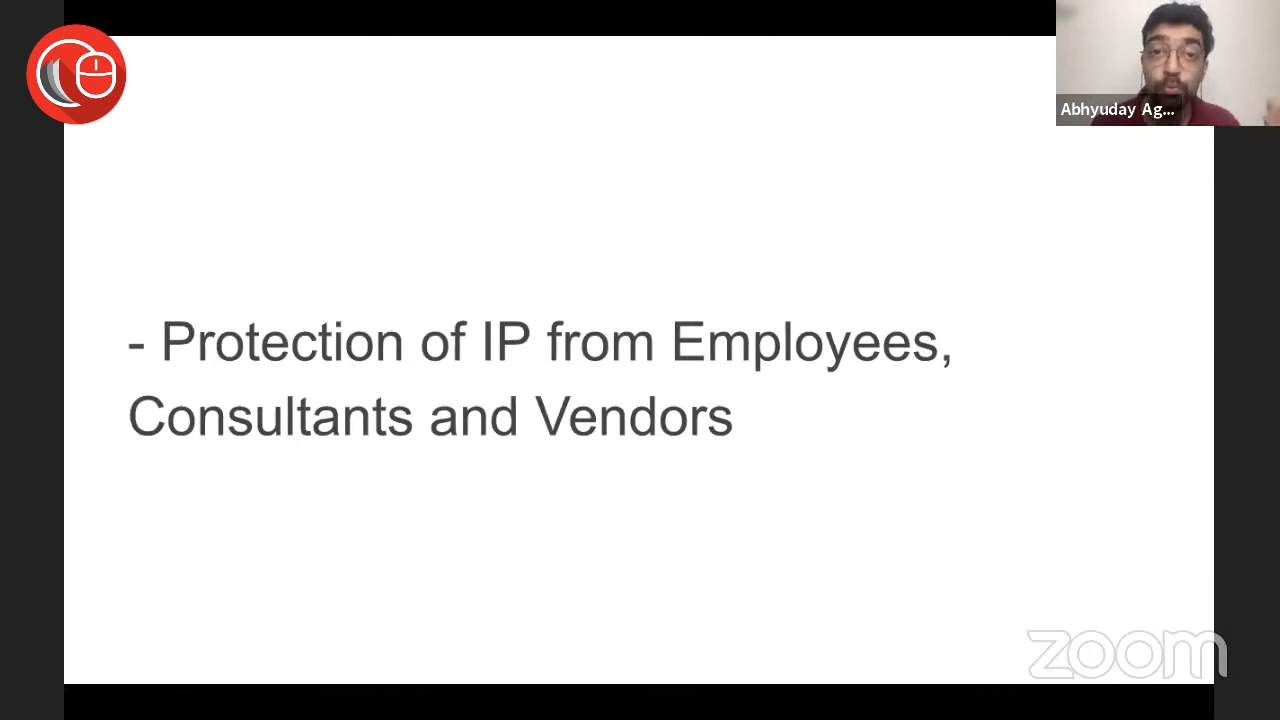 Abhyuday Ag...
- Protection of IP from Employees,
Consultants and Vendors
zoom